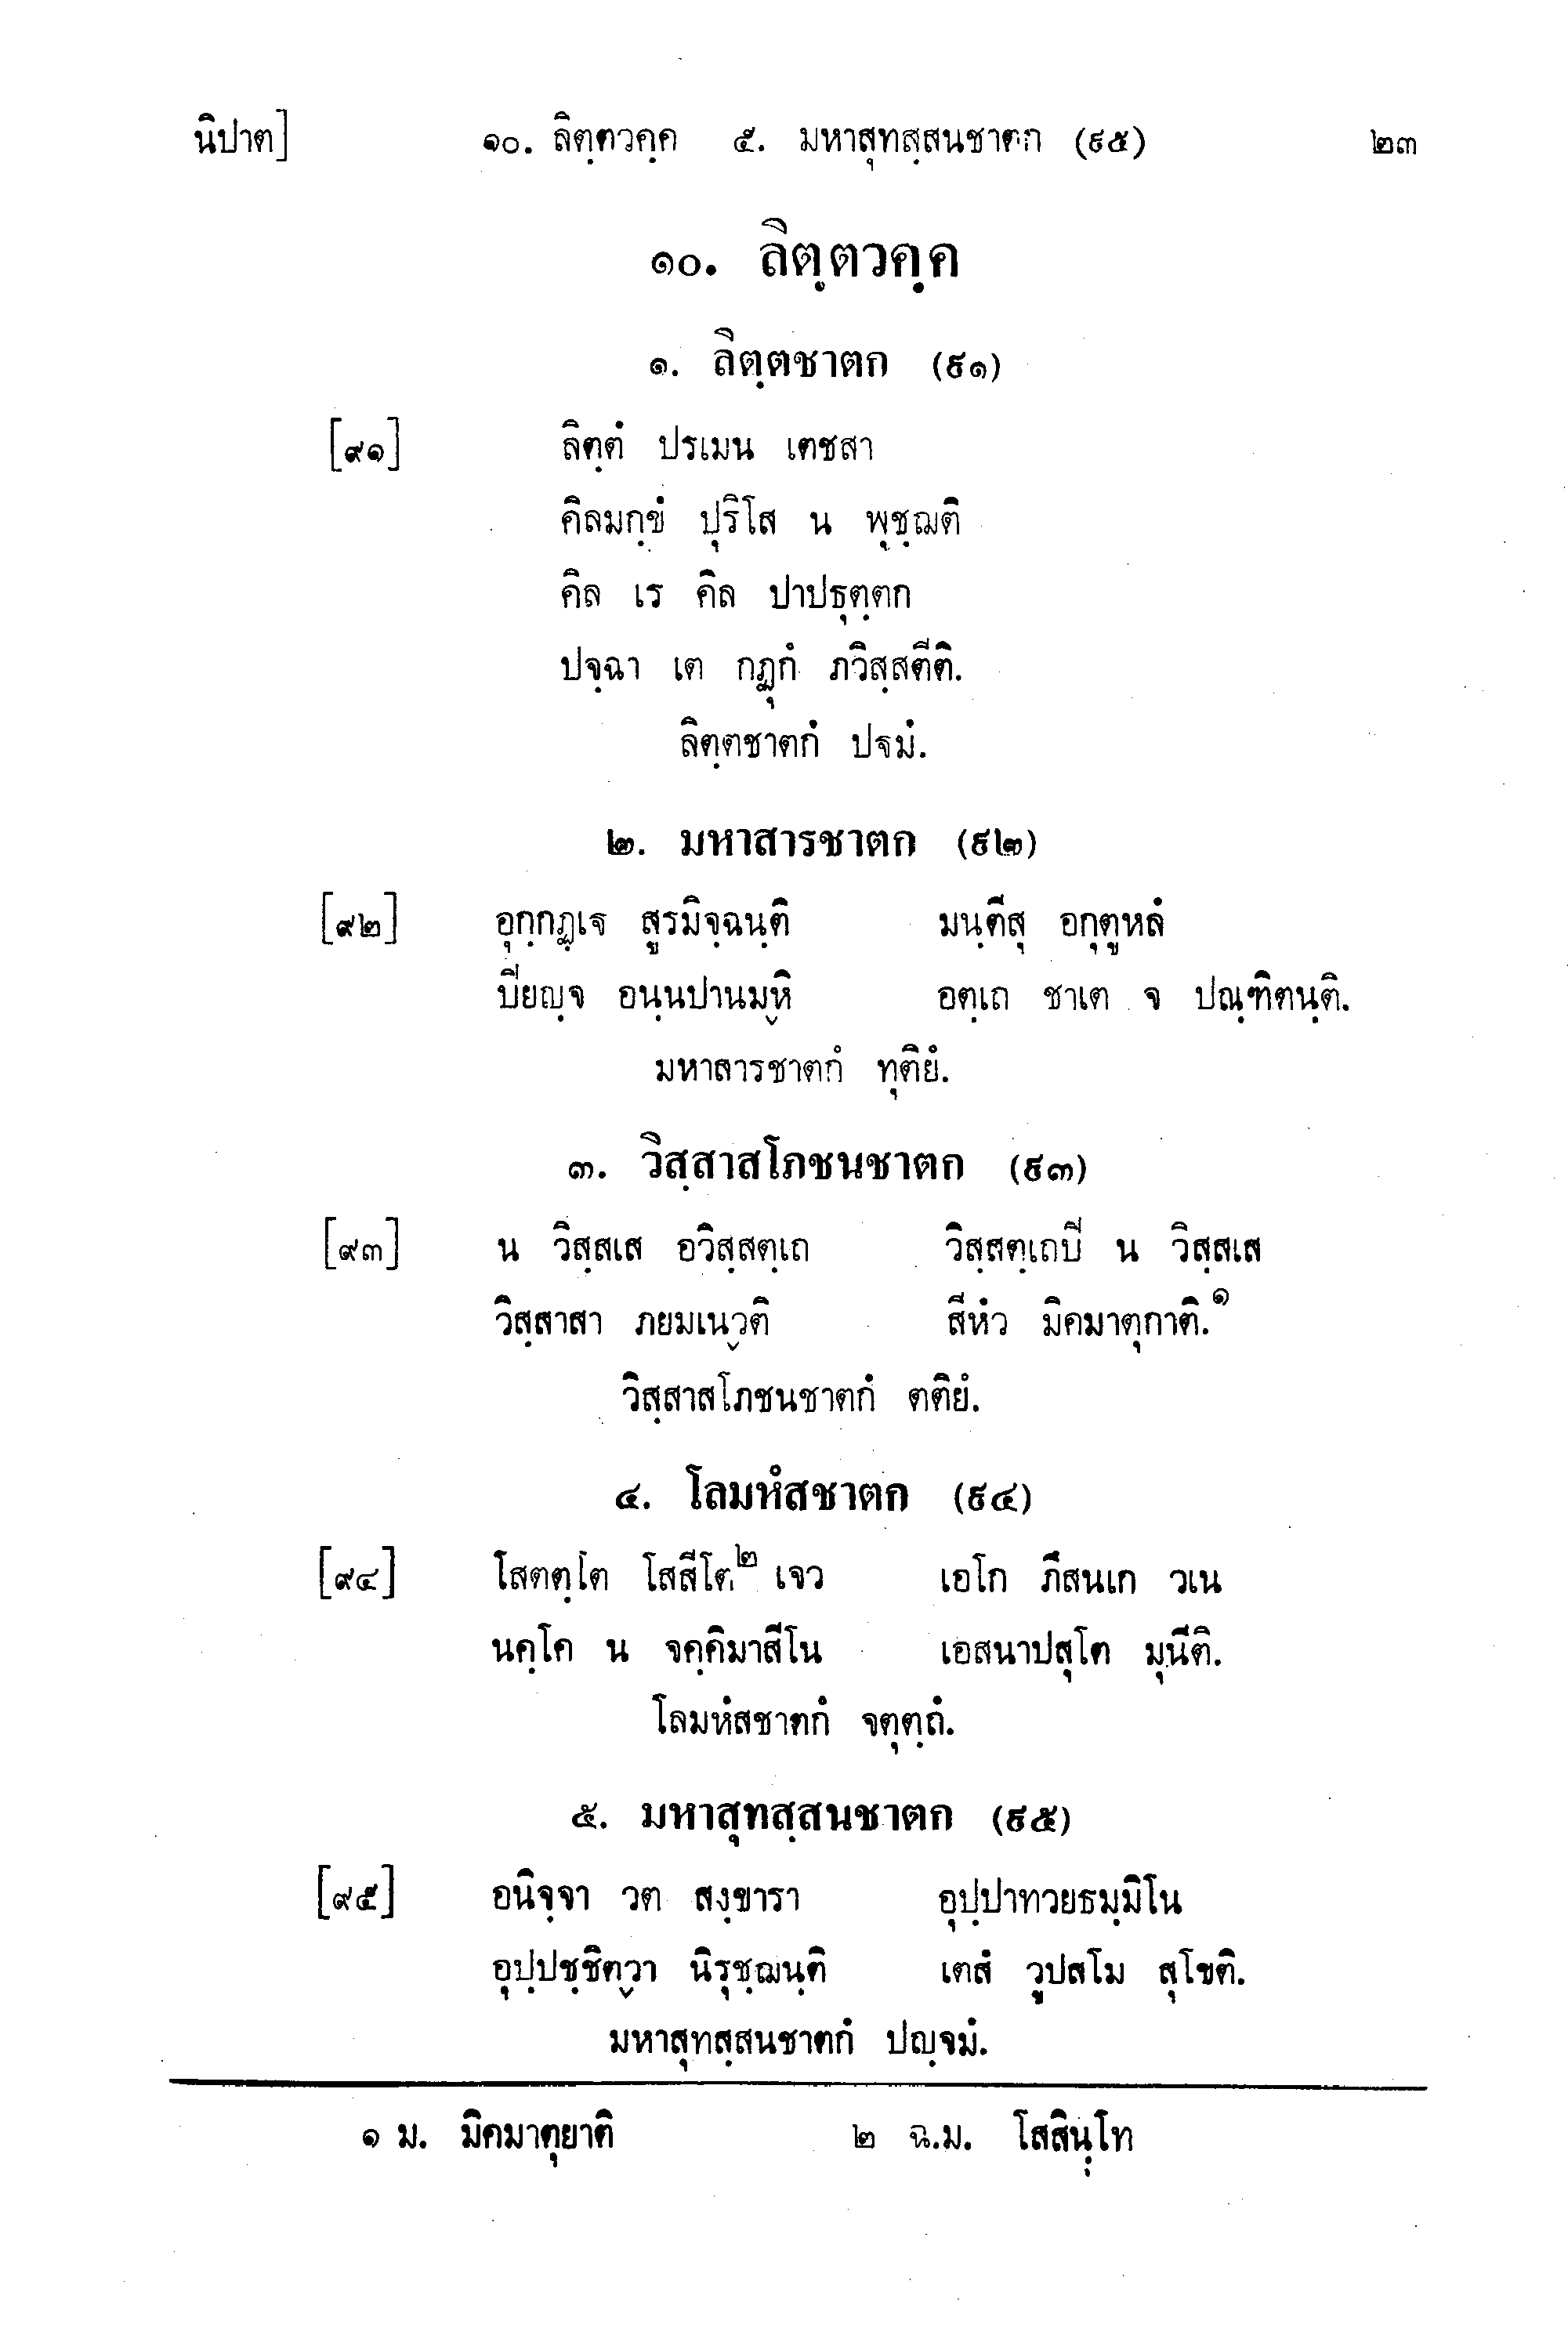 นิปาต] ๑๐. ลิตฺตวคฺค ๕. มหาสุทสฺสนชาตก (๙๕) ๒๓
๑๐. ลิตฺตวคฺค
๑. ลิตฺตชาตก (๙๑)
[๙๑] ลิตฺตํ ปรเมน เตชสา
คิลมกฺขํ ปุริโส น พุชฺฌติ
คิล เร คิล ปาปธุตฺตก
ปจฺฉา เต กฏุกํ ภวิสฺสตีติ.
ลิตฺตชาตกํ ปฐมํ.
๒. มหาสารชาตก (๙๒)
[๙๒] อุกฺกฏฺเฐ สูรมิจฺฉนฺติ มนฺตีสุ อกุตูหลํ
ปิยญฺจ อนฺนปานมฺหิ อตฺเถ ชาเต จ ปณฺฑิตนฺติ.
มหาสารชาตกํ ทุติยํ.
๓. วิสฺสาสโภชนชาตก (๙๓)
[๙๓] น วิสฺสเส อวิสฺสตฺเถ วิสฺสตฺเถปิ น วิสฺสเส
วิสฺสาสา ภยมเนฺวติ สีหํว มิคมาตุกาติ.๑
วิสฺสาสโภชนชาตกํ ตติยํ.
๔. โลมหํสชาตก (๙๔)
[๙๔] โสตตฺโต โสสีโต๒ เจว เอโก ภึสนเก วเน
นคฺโค น จคฺคิมาสีโน เอสนาปสุโต มุนีติ.
โลมหํสชาตกํ จตุตฺถํ.
๕. มหาสุทสฺสนชาตก (๙๕)
[๙๕] อนิจฺจา วต สงฺขารา อุปฺปาทวยธมฺมิโน
อุปฺปชฺชิตฺวา นิรุชฺฌนฺติ เตสํ วูปสโม สุโขติ.
มหาสุทสฺสนชาตกํ ปญฺจมํ.
๑ ม. มิคมาตุยาติ ๒ ฉิ.ม. โสสินฺโท